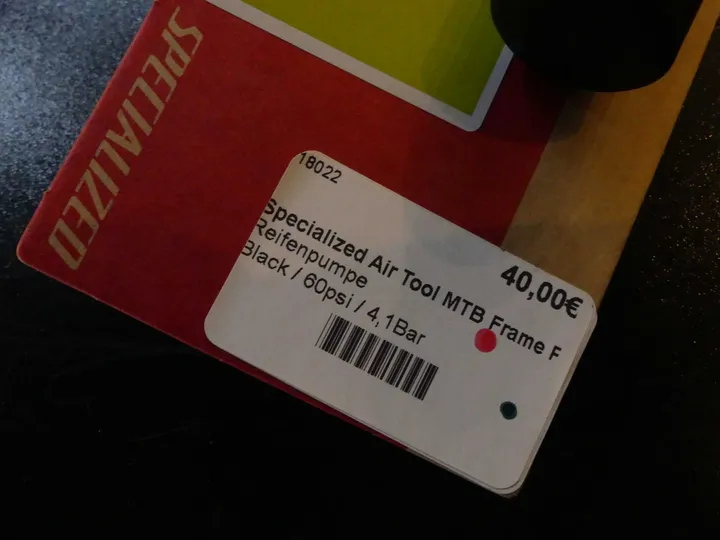 SPECIALIZED
18022
40,00€
Specialized Air Tool MTB Frame P
Reifenpumpe
Black / 60psi / 4,1Bar